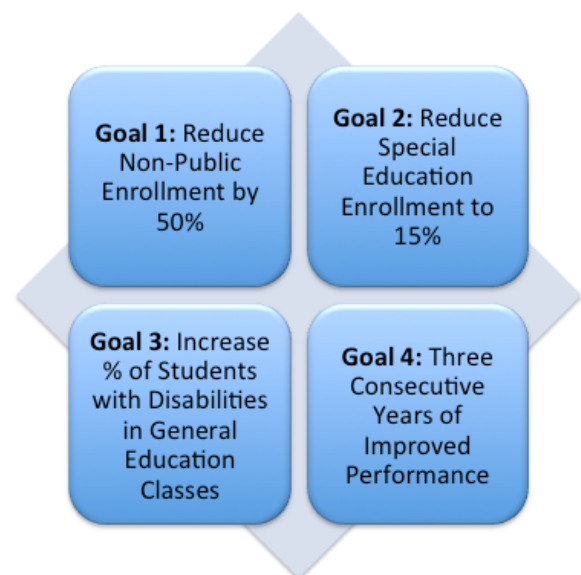 Goal 1: Reduce
Non-Public
Enrollment by
50%
Goal 2: Reduce
Special
Education
Enrollment to
15%
Goal 3: Increase
% of Students
with Disabilities
in General
Education
Classes
Goal 4: Three
Consecutive
Years of
Improved
Performance